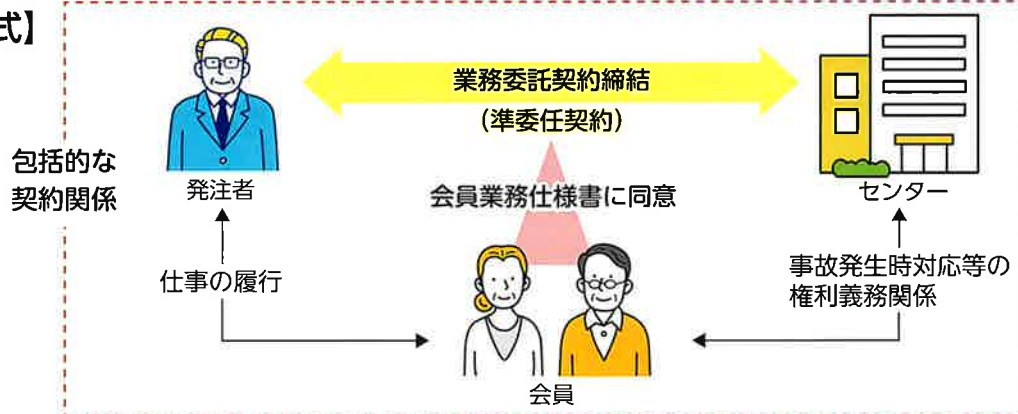 式】
業務委託契約締結
（準委任契約）
包括的な
契約関係
発注者
会員業務仕様書に同意
センター
仕事の履行
事故発生時対応等の
権利義務関係
会員